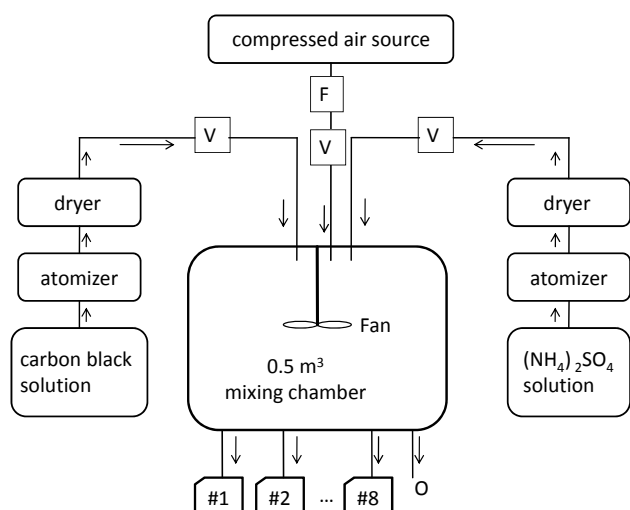 compressed air source
F
V
V
V
dryer
dryer
atomizer
atomizer
Fan
carbon black
solution
0.5 m³
mixing chamber
(NH₄)₂SO₄
solution
#1
#2
...
#8
O